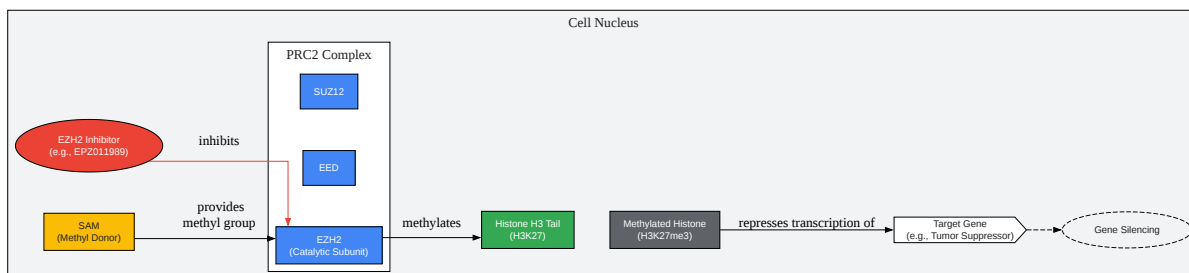 Cell Nucleus
PRC2 Complex
SUZ12
EZH2 Inhibitor
(e.g., EPZ011989)
inhibits
EED
SAM
(Methyl Donor)
provides
methyl group
EZH2
(Catalytic Subunit)
methylates
Histone H3 Tail
(H3K27)
Methylated Histone
(H3K27me3)
represses transcription of
Target Gene
(e.g., Tumor Suppressor)
Gene Silencing